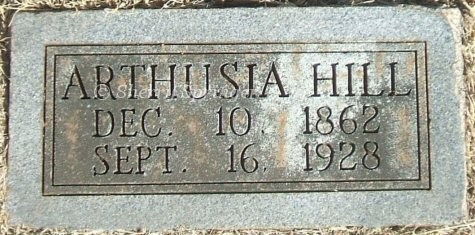 ARTHUSIA HILL
DEC. 10. 1862
SEPT. 16. 1928